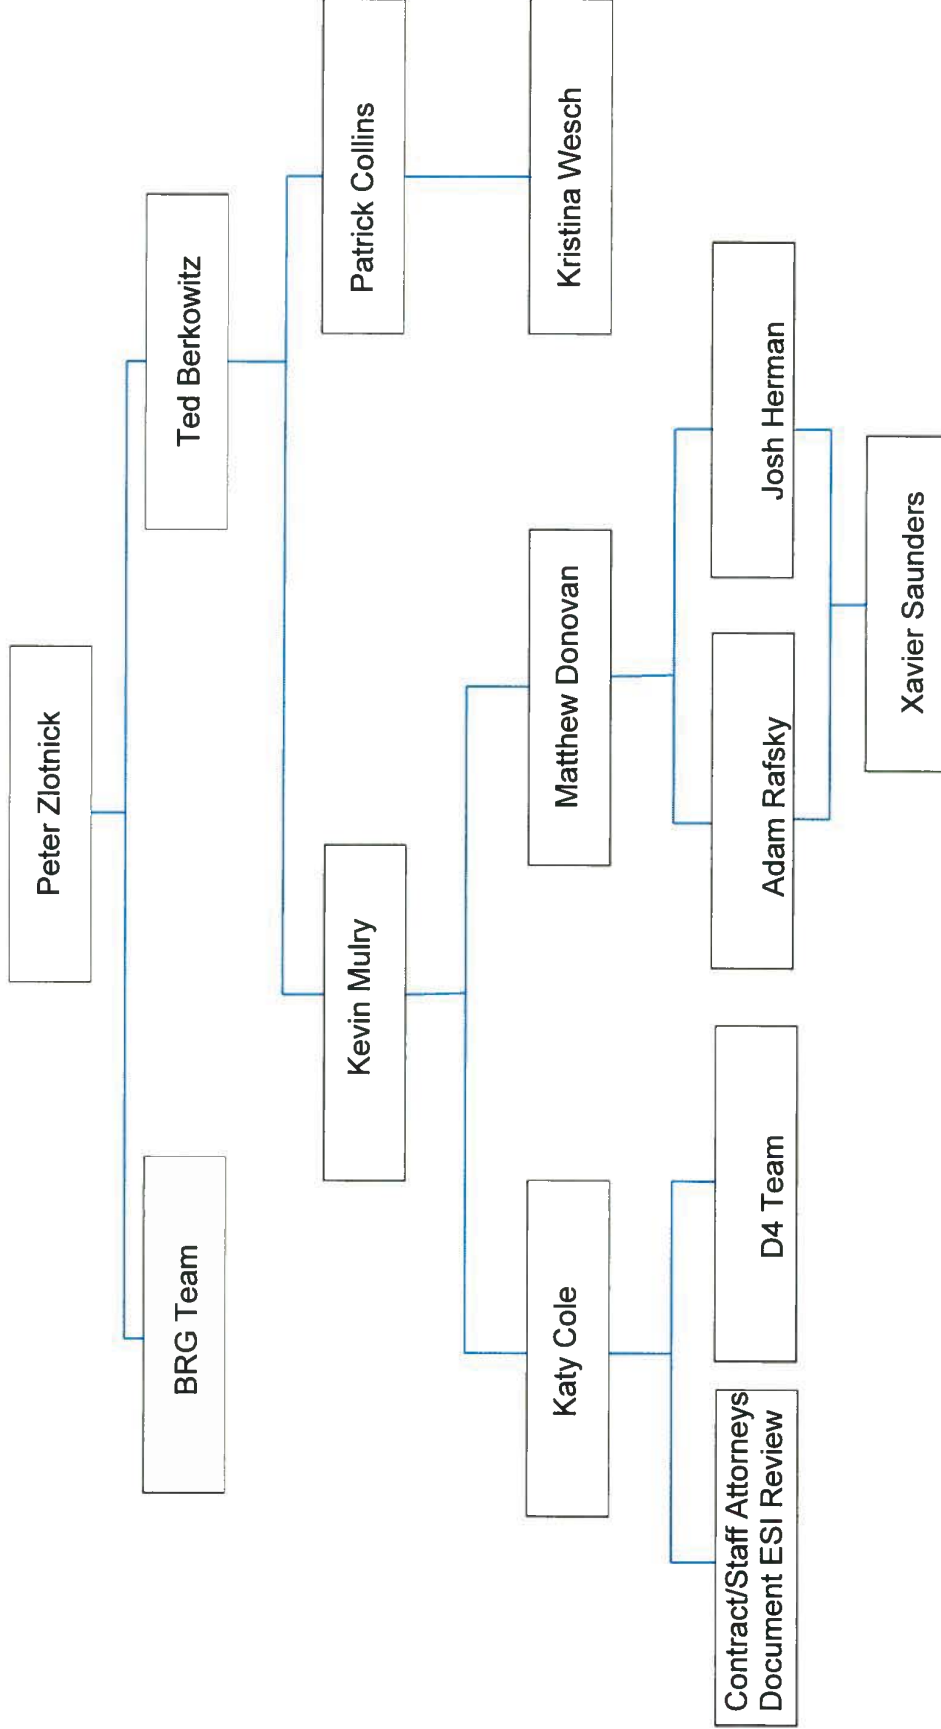 Peter Zlotnick
BRG Team
Ted Berkowitz
Kevin Mulry
Patrick Collins
Katy Cole
Matthew Donovan
Kristina Wesch
Contract/Staff Attorneys
Document ESI Review
D4 Team
Adam Rafsky
Josh Herman
Xavier Saunders